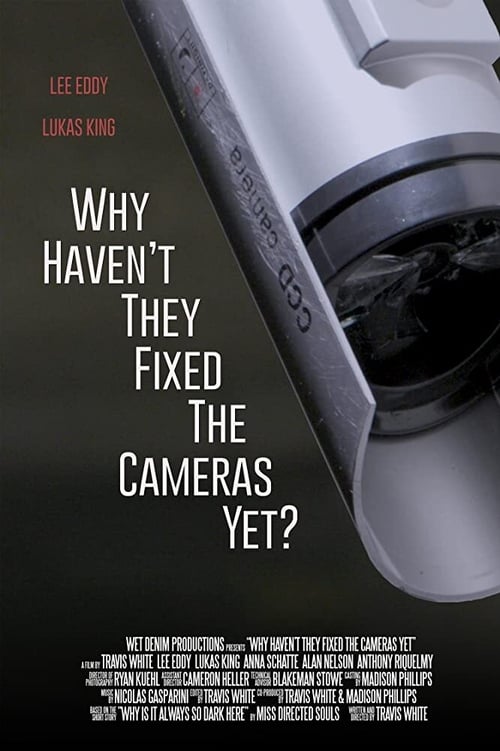 LEE EDDY
LUKAS KING
WHY
HAVEN'T
THEY
FIXED
THE
CAMERAS
YET?
CCD camera
WET DENIM PRODUCTIONS PRESENTS "WHY HAVEN'T THEY FIXED THE CAMERAS YET"
A FILM BY TRAVIS WHITE LEE EDDY LUKAS KING ANNA SCHATTE ALAN NELSON ANTHONY RIQUELMY
DIRECTOR OF PHOTOGRAPHY RYAN KUEHL ASSISTANT DIRECTOR CAMERON HELLER TECHNICAL ADVISOR BLAKEMAN STOWE CASTING BY MADISON PHILLIPS
MUSIC BY NICOLAS GASPARINI EDITED BY TRAVIS WHITE CO-PRODUCED BY TRAVIS WHITE & MADISON PHILLIPS
BASED ON THE SHORT STORY "WHY IS IT ALWAYS SO DARK HERE" BY MISS DIRECTED SOULS WRITTEN AND DIRECTED BY TRAVIS WHITE